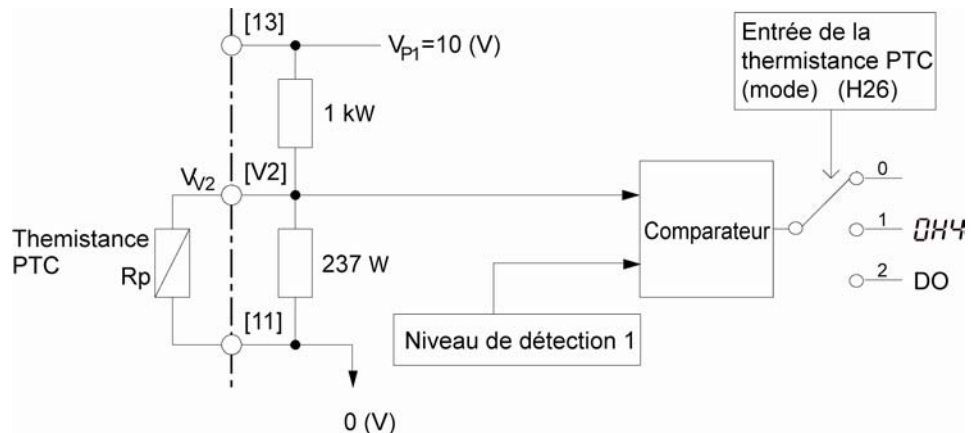 [13]
V_P1=10 (V)
1 kW
V_V2
[V2]
Themistance
PTC
Rp
237 W
[11]
0 (V)
Comparateur
Niveau de détection 1
Entrée de la
thermistance PTC
(mode) (H26)
0
1
OH4
2
DO